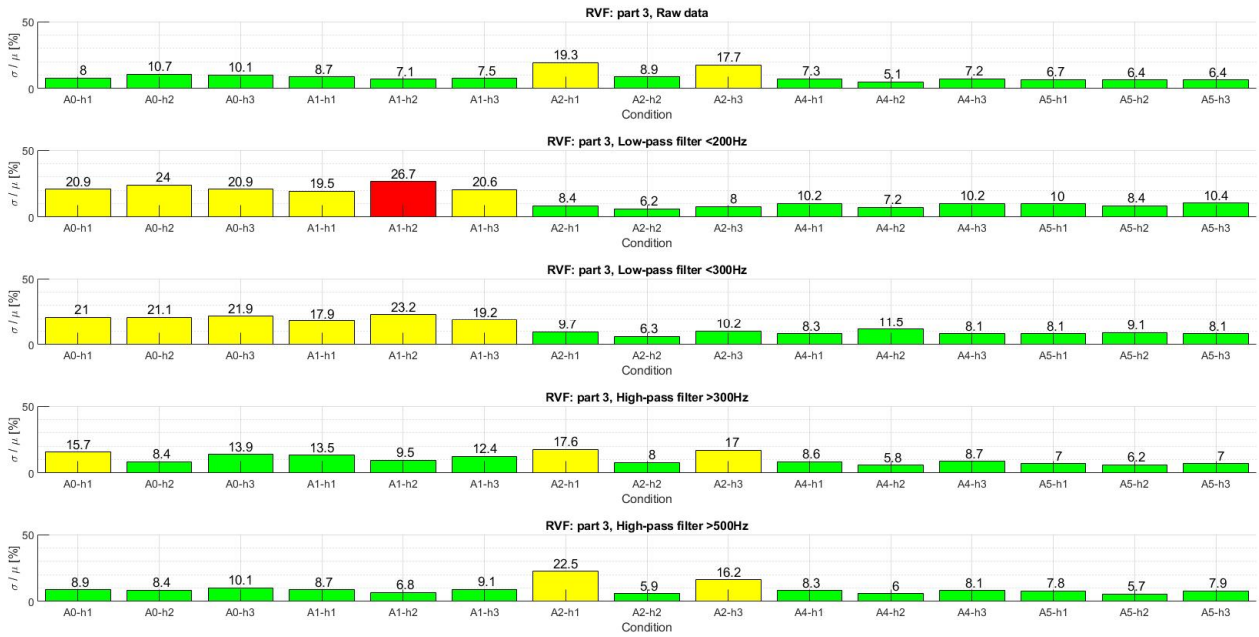 RVF: part 3, Raw data
σ / μ [%]
50
0
8 10.7 10.1 8.7 7.1 7.5 19.3 8.9 17.7 7.3 5.1 7.2 6.7 6.4 6.4
A0-h1 A0-h2 A0-h3 A1-h1 A1-h2 A1-h3 A2-h1 A2-h2 A2-h3 A4-h1 A4-h2 A4-h3 A5-h1 A5-h2 A5-h3
Condition
RVF: part 3, Low-pass filter <200Hz
σ / μ [%]
50
0
20.9 24 20.9 19.5 26.7 20.6 8.4 6.2 8 10.2 7.2 10.2 10 8.4 10.4
A0-h1 A0-h2 A0-h3 A1-h1 A1-h2 A1-h3 A2-h1 A2-h2 A2-h3 A4-h1 A4-h2 A4-h3 A5-h1 A5-h2 A5-h3
Condition
RVF: part 3, Low-pass filter <300Hz
σ / μ [%]
50
0
21 21.1 21.9 17.9 23.2 19.2 9.7 6.3 10.2 8.3 11.5 8.1 8.1 9.1 8.1
A0-h1 A0-h2 A0-h3 A1-h1 A1-h2 A1-h3 A2-h1 A2-h2 A2-h3 A4-h1 A4-h2 A4-h3 A5-h1 A5-h2 A5-h3
Condition
RVF: part 3, High-pass filter >300Hz
σ / μ [%]
50
0
15.7 8.4 13.9 13.5 9.5 12.4 17.6 8 17 8.6 5.8 8.7 7 6.2 7
A0-h1 A0-h2 A0-h3 A1-h1 A1-h2 A1-h3 A2-h1 A2-h2 A2-h3 A4-h1 A4-h2 A4-h3 A5-h1 A5-h2 A5-h3
Condition
RVF: part 3, High-pass filter >500Hz
σ / μ [%]
50
0
8.9 8.4 10.1 8.7 6.8 9.1 22.5 5.9 16.2 8.3 6 8.1 7.8 5.7 7.9
A0-h1 A0-h2 A0-h3 A1-h1 A1-h2 A1-h3 A2-h1 A2-h2 A2-h3 A4-h1 A4-h2 A4-h3 A5-h1 A5-h2 A5-h3
Condition